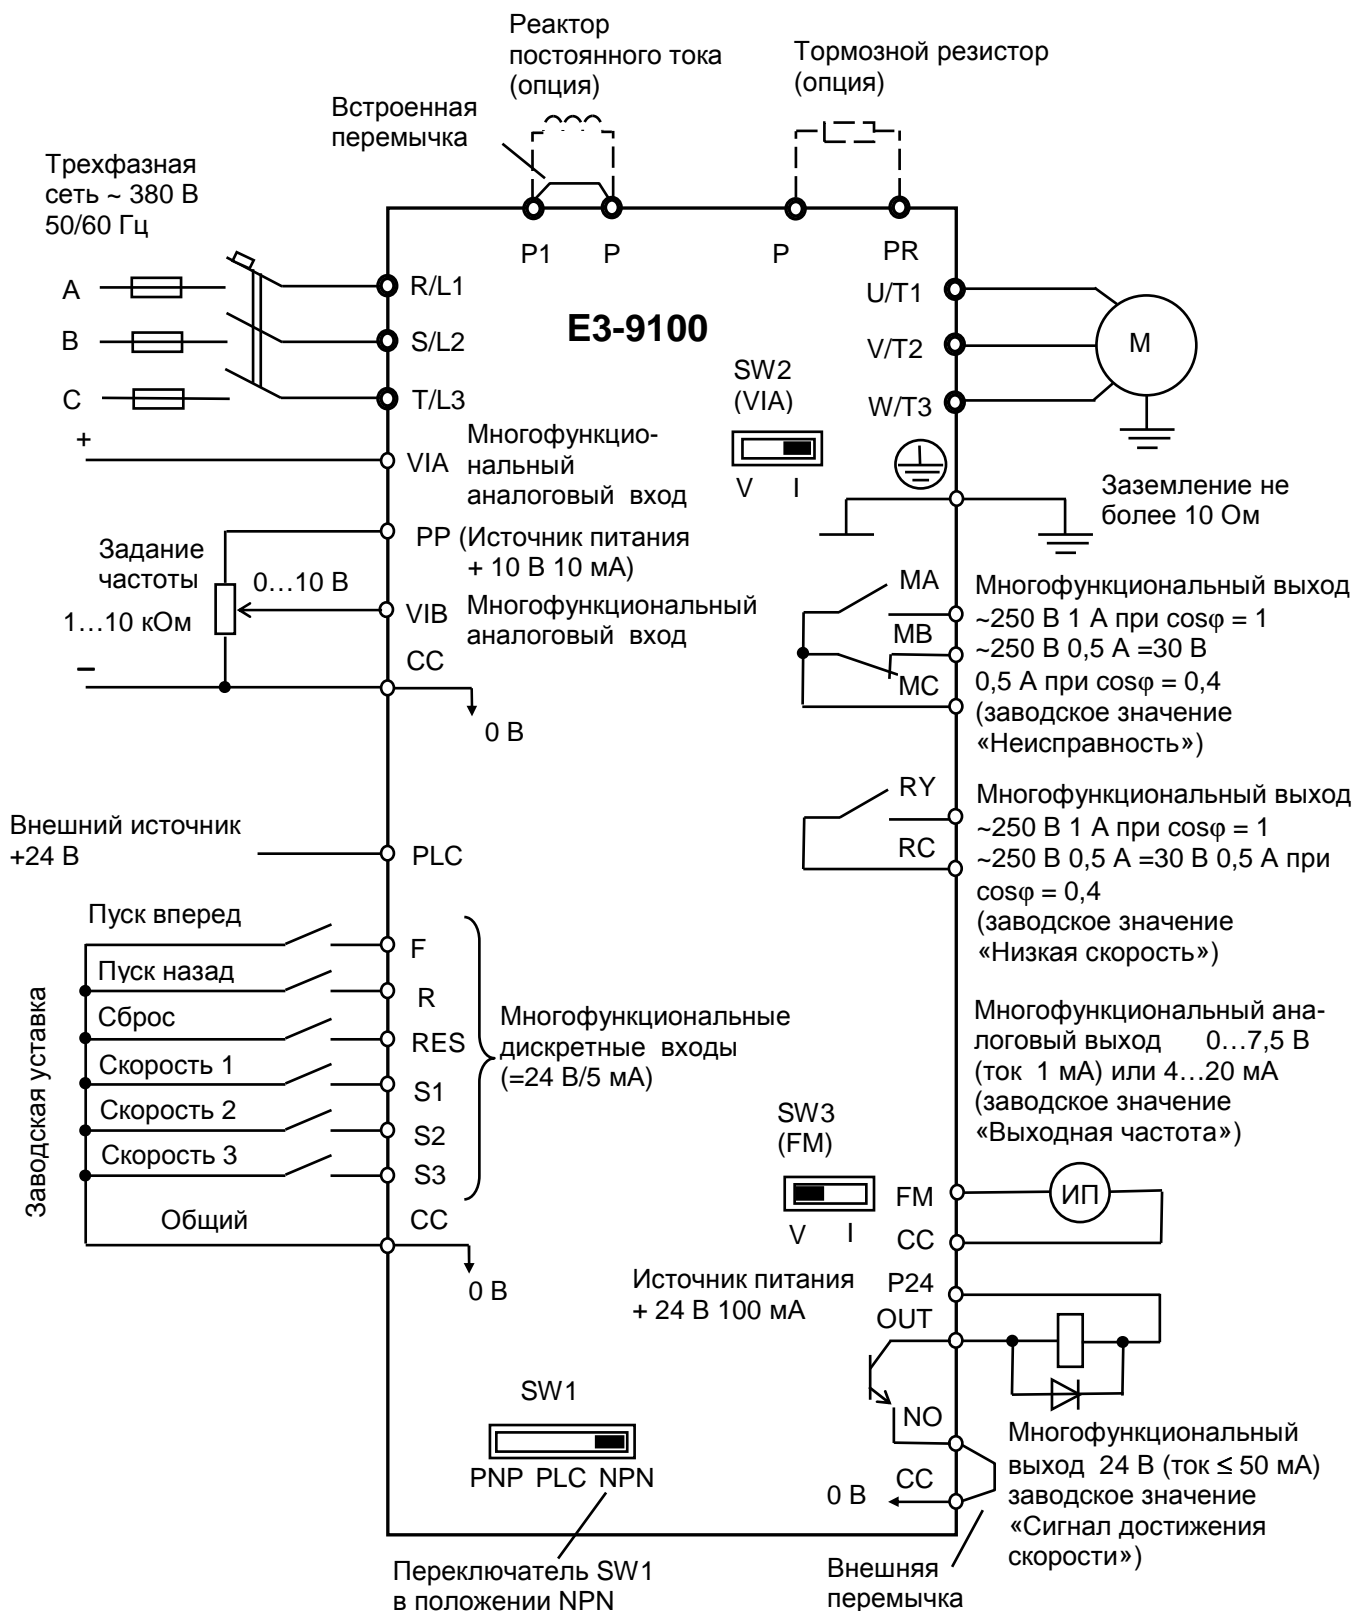 Реактор
постоянного тока
(опция)
Тормозной резистор
(опция)
Встроенная
перемычка
Трехфазная
сеть ~ 380 В
50/60 Гц
P1
P
P
PR
A
R/L1
U/T1
B
S/L2
E3-9100
V/T2
M
C
T/L3
SW2
(VIA)
W/T3
+
VIA
Многофункцио-
нальный
аналоговый вход
V
I
Заземление не
более 10 Ом
PP (Источник питания
+ 10 В 10 мА)
Задание
частоты
0…10 В
1…10 кОм
VIB
Многофункциональный
аналоговый вход
CC
–
0 В
MA
MB
MC
Многофункциональный выход
~250 В 1 А при cosφ = 1
~250 В 0,5 А =30 В
0,5 А при cosφ = 0,4
(заводское значение
«Неисправность»)
RY
RC
Многофункциональный выход
~250 В 1 А при cosφ = 1
~250 В 0,5 А =30 В 0,5 А при
cosφ = 0,4
(заводское значение
«Низкая скорость»)
Внешний источник
+24 В
PLC
Заводская уставка
Пуск вперед
F
Пуск назад
R
Сброс
RES
Скорость 1
S1
Скорость 2
S2
Скорость 3
S3
Общий
CC
0 В
Многофункциональные
дискретные входы
(=24 В/5 мА)
Многофункциональный ана-
логовый выход 0…7,5 В
(ток 1 мА) или 4…20 мА
(заводское значение
«Выходная частота»)
SW3
(FM)
V
I
FM
ИП
CC
Источник питания
+ 24 В 100 мА
P24
OUT
NO
CC
0 В
SW1
PNP PLC NPN
Многофункциональный
выход 24 В (ток ≤ 50 мА)
заводское значение
«Сигнал достижения
скорости»)
Переключатель SW1
в положении NPN
Внешняя
перемычка